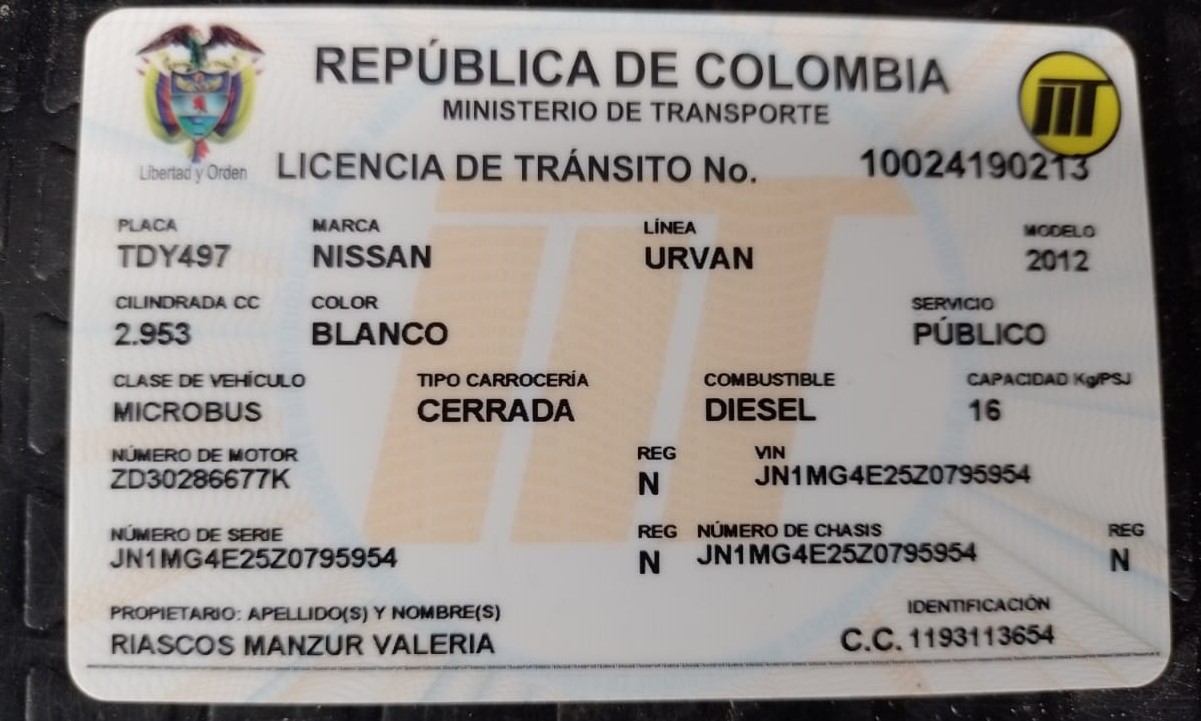 REPÚBLICA DE COLOMBIA
MINISTERIO DE TRANSPORTE
Libertad y Orden
LICENCIA DE TRÁNSITO No. 10024190213
PLACA MARCA LÍNEA MODELO
TDY497 NISSAN URVAN 2012
CILINDRADA CC COLOR SERVICIO
2.953 BLANCO PÚBLICO
CLASE DE VEHÍCULO TIPO CARROCERÍA COMBUSTIBLE CAPACIDAD Kg/PSJ
MICROBUS CERRADA DIESEL 16
NÚMERO DE MOTOR REG VIN
ZD30286677K N JN1MG4E25Z0795954
NÚMERO DE SERIE REG NÚMERO DE CHASIS REG
JN1MG4E25Z0795954 N JN1MG4E25Z0795954 N
PROPIETARIO: APELLIDO(S) Y NOMBRE(S) IDENTIFICACIÓN
RIASCOS MANZUR VALERIA C.C. 1193113654